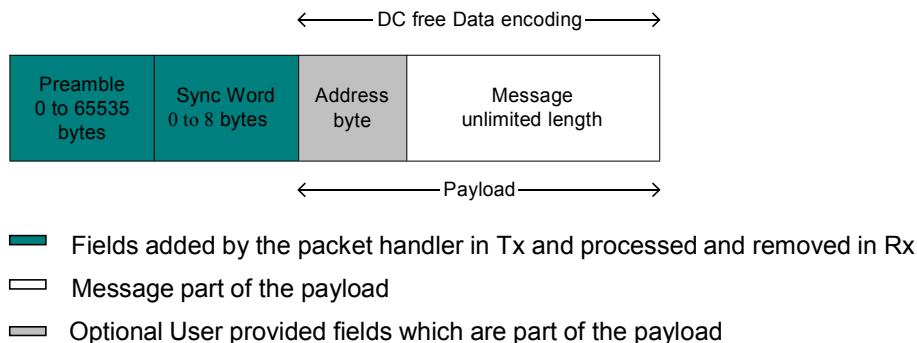 DC free Data encoding
Preamble
0 to 65535
bytes
Sync Word
0 to 8 bytes
Address
byte
Message
unlimited length
Payload
Fields added by the packet handler in Tx and processed and removed in Rx
Message part of the payload
Optional User provided fields which are part of the payload